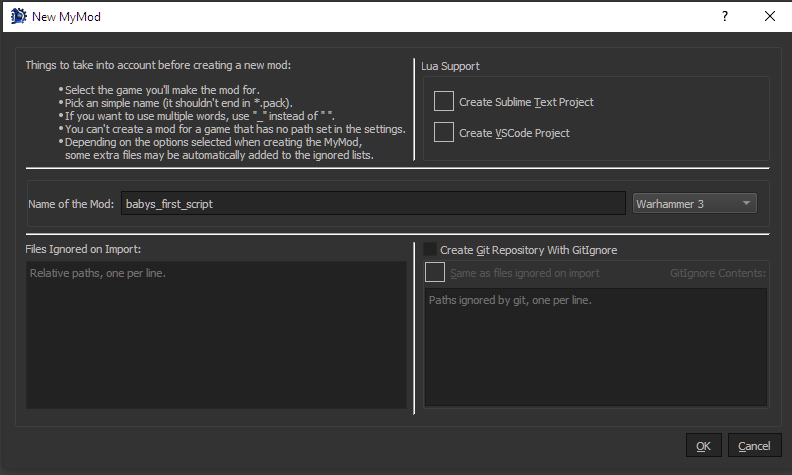 New MyMod
?
Things to take into account before creating a new mod:
• Select the game you'll make the mod for.
• Pick an simple name (it shouldn't end in *.pack).
• If you want to use multiple words, use "_" instead of " ".
• You can't create a mod for a game that has no path set in the settings.
• Depending on the options selected when creating the MyMod,
some extra files may be automatically added to the ignored lists.
Lua Support
Create Sublime Text Project
Create VSCode Project
Name of the Mod:
babys_first_script
Warhammer 3
Files Ignored on Import:
Relative paths, one per line.
Create Git Repository With GitIgnore
Same as files ignored on import
GitIgnore Contents:
Paths ignored by git, one per line.
OK
Cancel